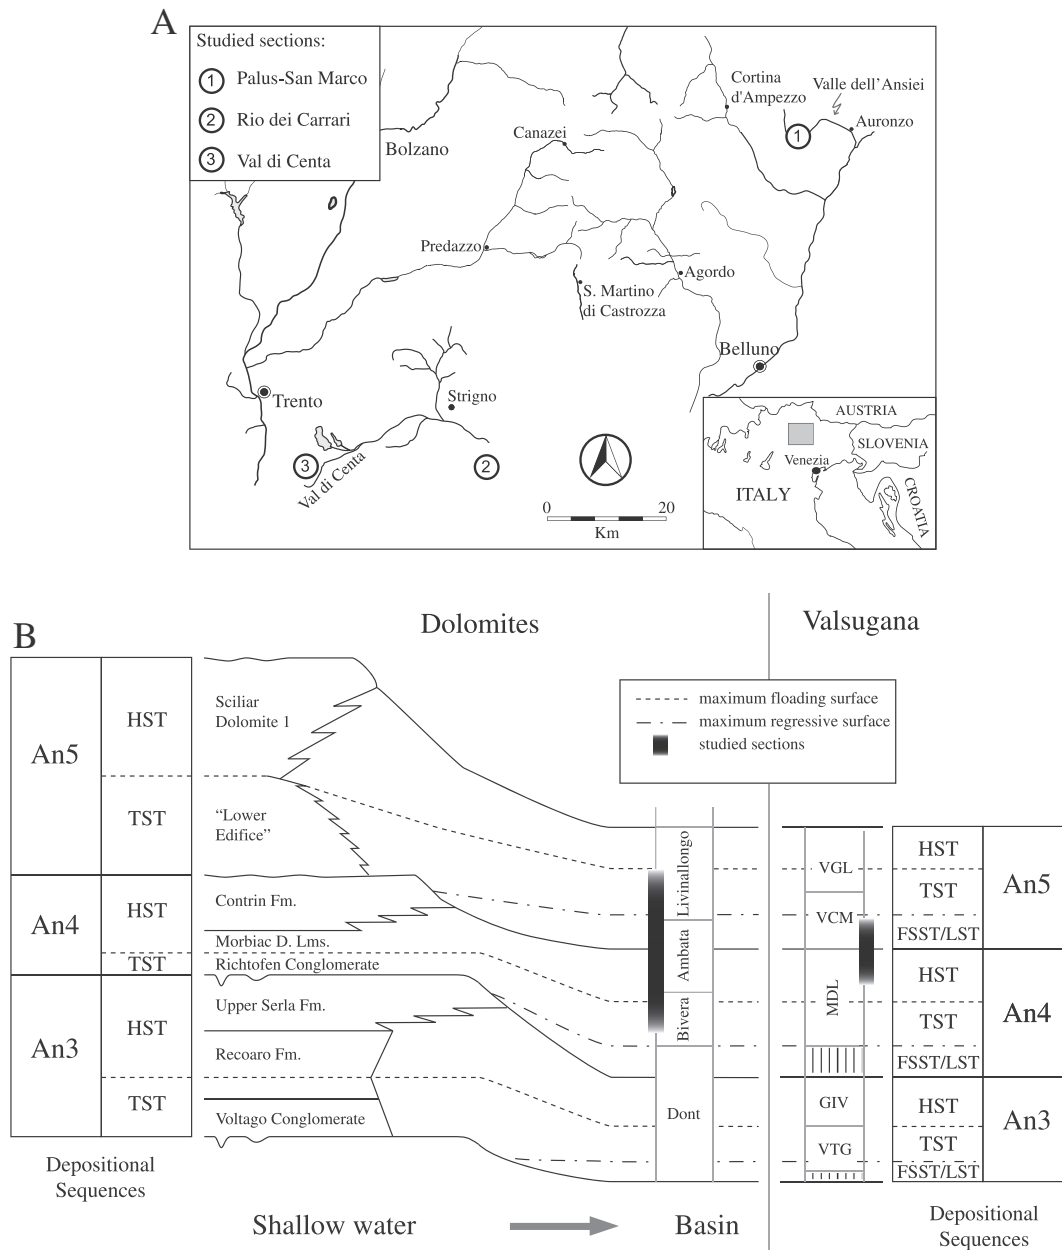 A
Studied sections:
1 Palus-San Marco
2 Rio dei Carrari
3 Val di Centa
Bolzano
Canazei
Cortina
d'Ampezzo
Valle dell'Ansiei
1
Auronzo
Predazzo
Agordo
S. Martino
di Castrozza
Belluno
Trento
Strigno
3
Val di Centa
2
0 20
Km
AUSTRIA
SLOVENIA
Venezia
ITALY
CROATIA
B
Dolomites
Valsugana
maximum floading surface
maximum regressive surface
studied sections
An5
HST
TST
An4
HST
TST
An3
HST
TST
Depositional
Sequences
Sciliar
Dolomite 1
“Lower
Edifice”
Contrin Fm.
Morbiac D. Lms.
Richtofen Conglomerate
Upper Serla Fm.
Recoaro Fm.
Voltago Conglomerate
Livinallongo
Ambata
Bivera
Dont
VGL
VCM
MDL
GIV
VTG
HST
TST
FSST/LST
An5
HST
TST
FSST/LST
An4
HST
TST
FSST/LST
An3
Depositional
Sequences
Shallow water
Basin